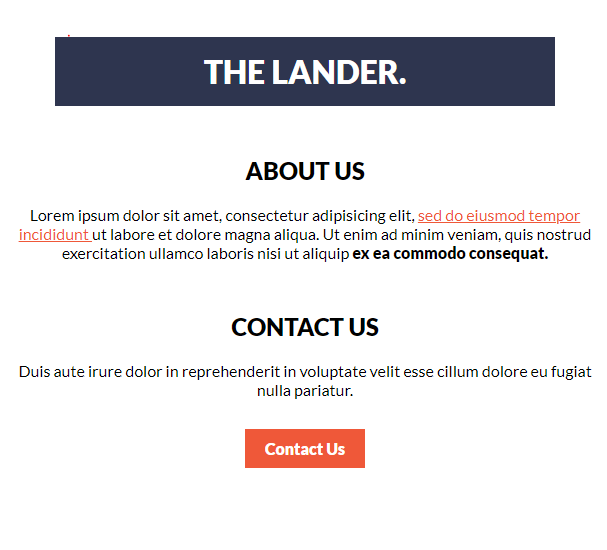 THE LANDER.
ABOUT US
Lorem ipsum dolor sit amet, consectetur adipisicing elit, sed do eiusmod tempor
incididunt ut labore et dolore magna aliqua. Ut enim ad minim veniam, quis nostrud
exercitation ullamco laboris nisi ut aliquip ex ea commodo consequat.
CONTACT US
Duis aute irure dolor in reprehenderit in voluptate velit esse cillum dolore eu fugiat
nulla pariatur.
Contact Us